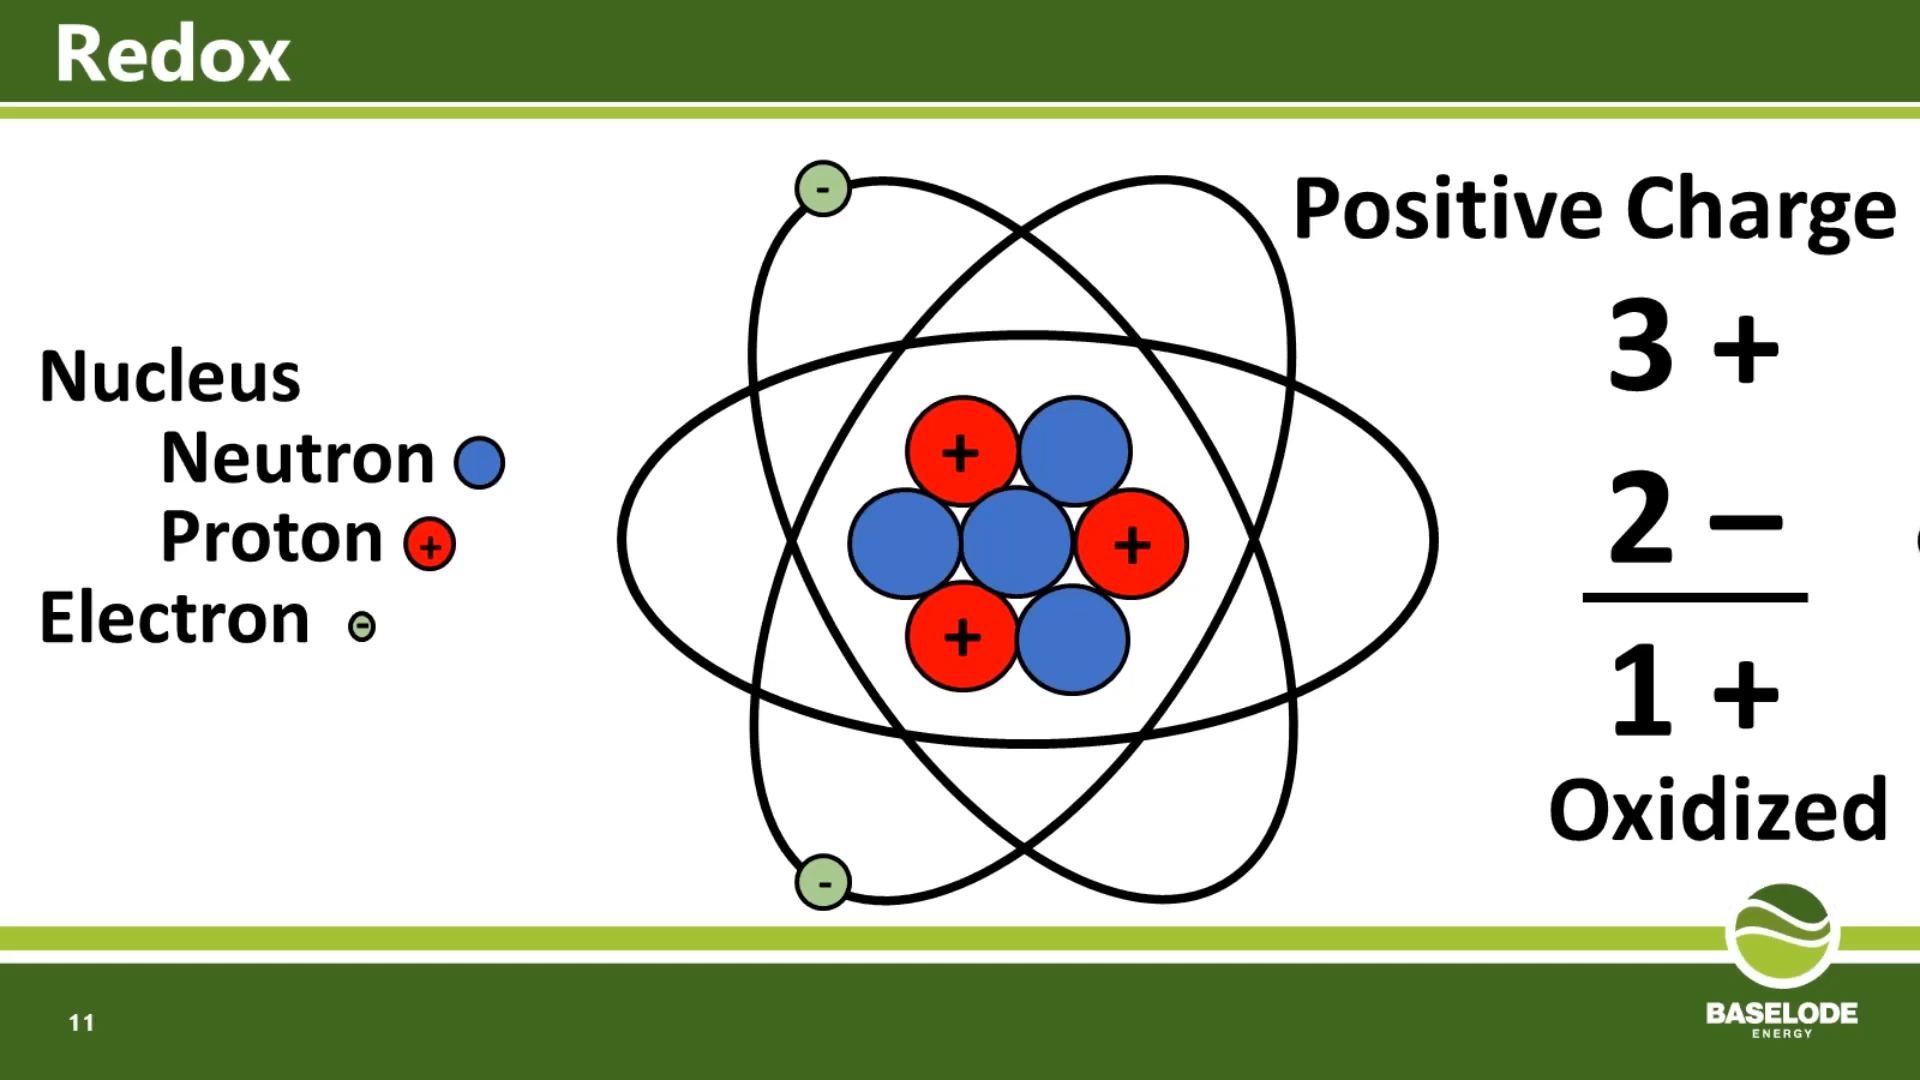 Redox
Nucleus
Neutron
Proton +
Electron -
-
-
+
+
+
Positive Charge
3 +
2 –
1 +
Oxidized
11
BASELODE
ENERGY